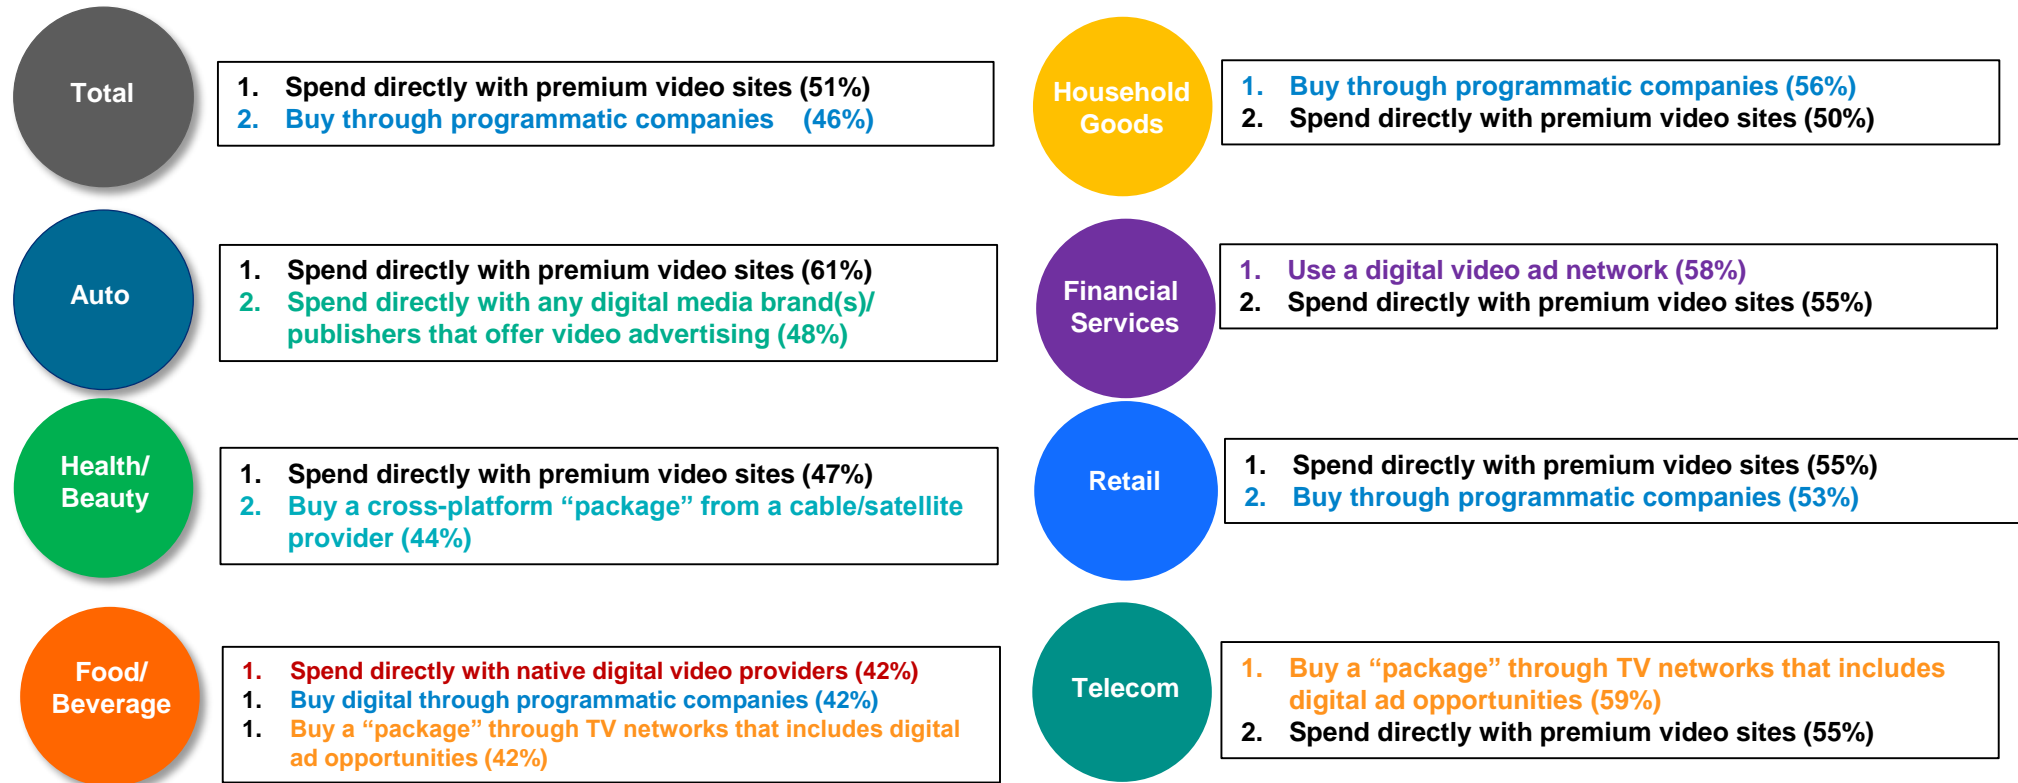 Total
1. Spend directly with premium video sites (51%)
2. Buy through programmatic companies (46%)
Auto
1. Spend directly with premium video sites (61%)
2. Spend directly with any digital media brand(s)/
publishers that offer video advertising (48%)
Health/
Beauty
1. Spend directly with premium video sites (47%)
2. Buy a cross-platform “package” from a cable/satellite
provider (44%)
Food/
Beverage
1. Spend directly with native digital video providers (42%)
1. Buy digital through programmatic companies (42%)
1. Buy a “package” through TV networks that includes digital
ad opportunities (42%)
Household
Goods
1. Buy through programmatic companies (56%)
2. Spend directly with premium video sites (50%)
Financial
Services
1. Use a digital video ad network (58%)
2. Spend directly with premium video sites (55%)
Retail
1. Spend directly with premium video sites (55%)
2. Buy through programmatic companies (53%)
Telecom
1. Buy a “package” through TV networks that includes
digital ad opportunities (59%)
2. Spend directly with premium video sites (55%)